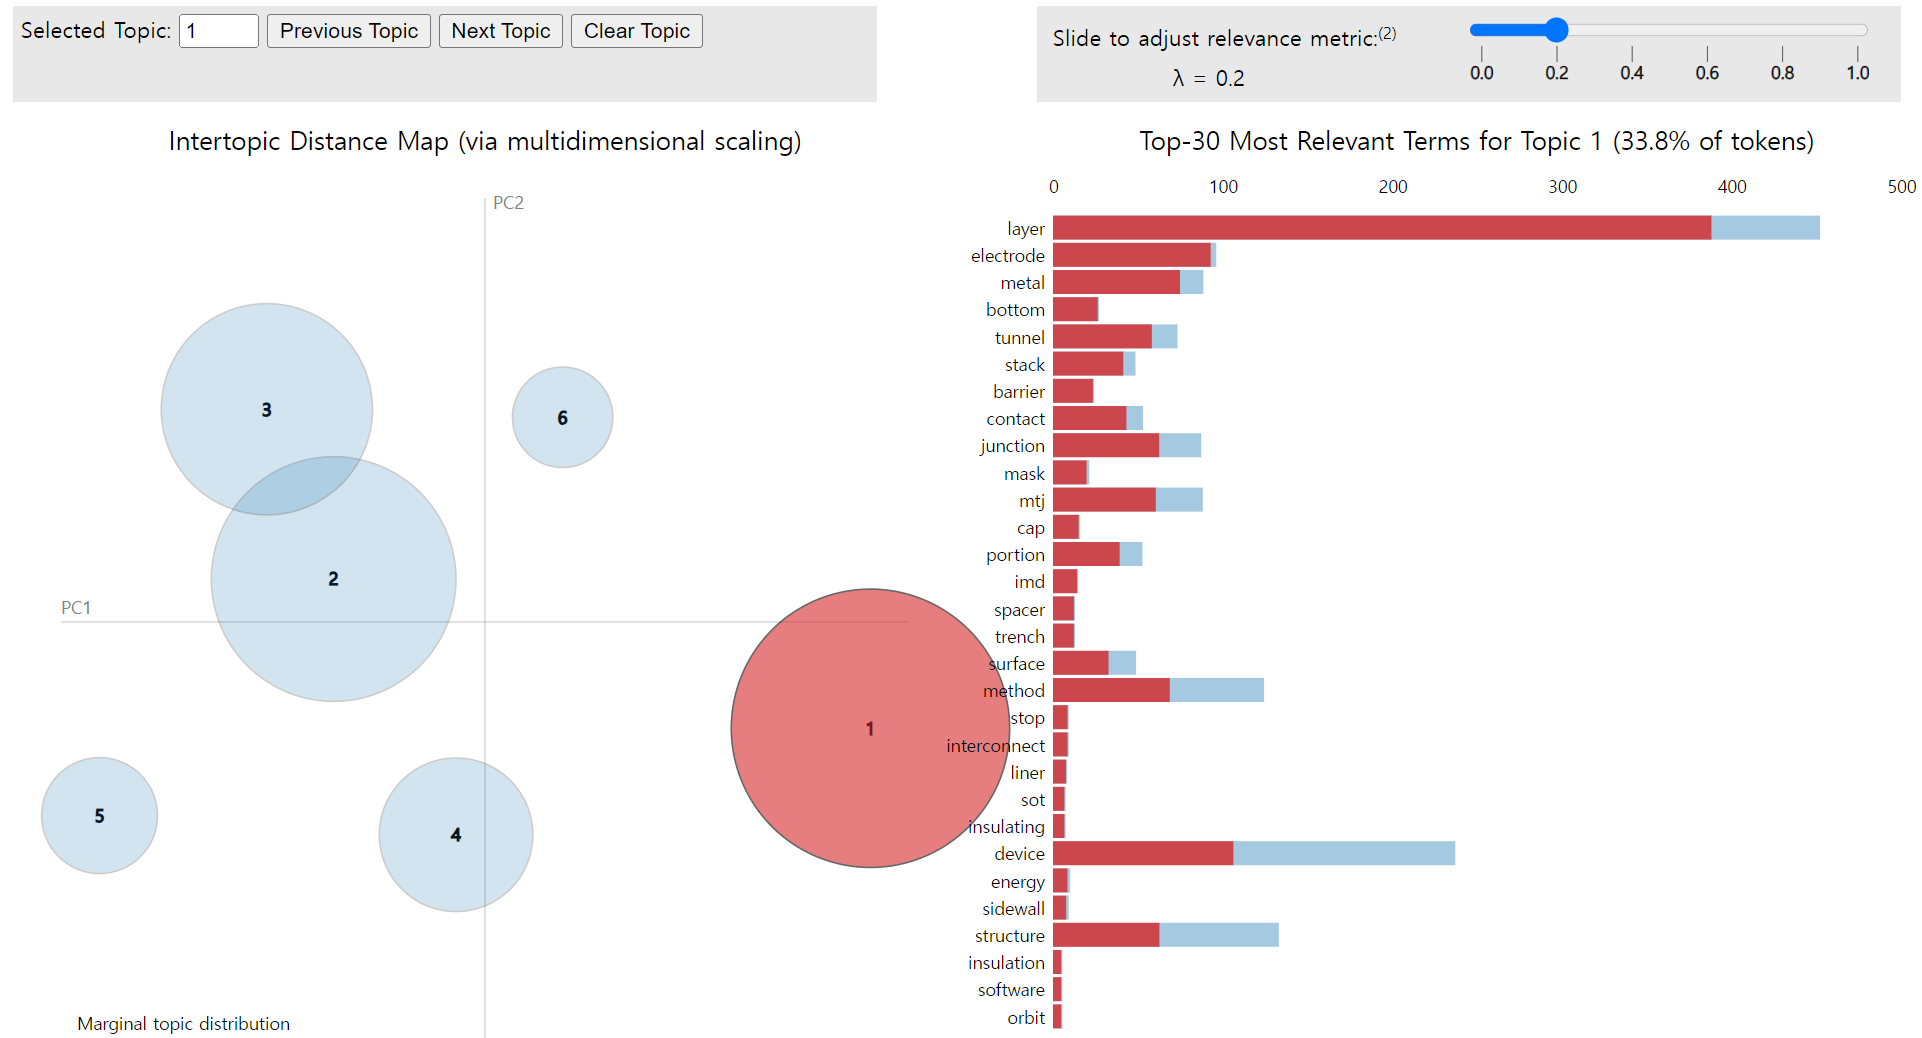 Selected Topic: 1 Previous Topic Next Topic Clear Topic
Slide to adjust relevance metric:(2)
λ = 0.2
0.0 0.2 0.4 0.6 0.8 1.0
Intertopic Distance Map (via multidimensional scaling)
PC2
PC1
3
6
2
1
5
4
Marginal topic distribution
Top-30 Most Relevant Terms for Topic 1 (33.8% of tokens)
0 100 200 300 400 500
layer
electrode
metal
bottom
tunnel
stack
barrier
contact
junction
mask
mtj
cap
portion
imd
spacer
trench
surface
method
stop
interconnect
liner
sot
insulating
device
energy
sidewall
structure
insulation
software
orbit